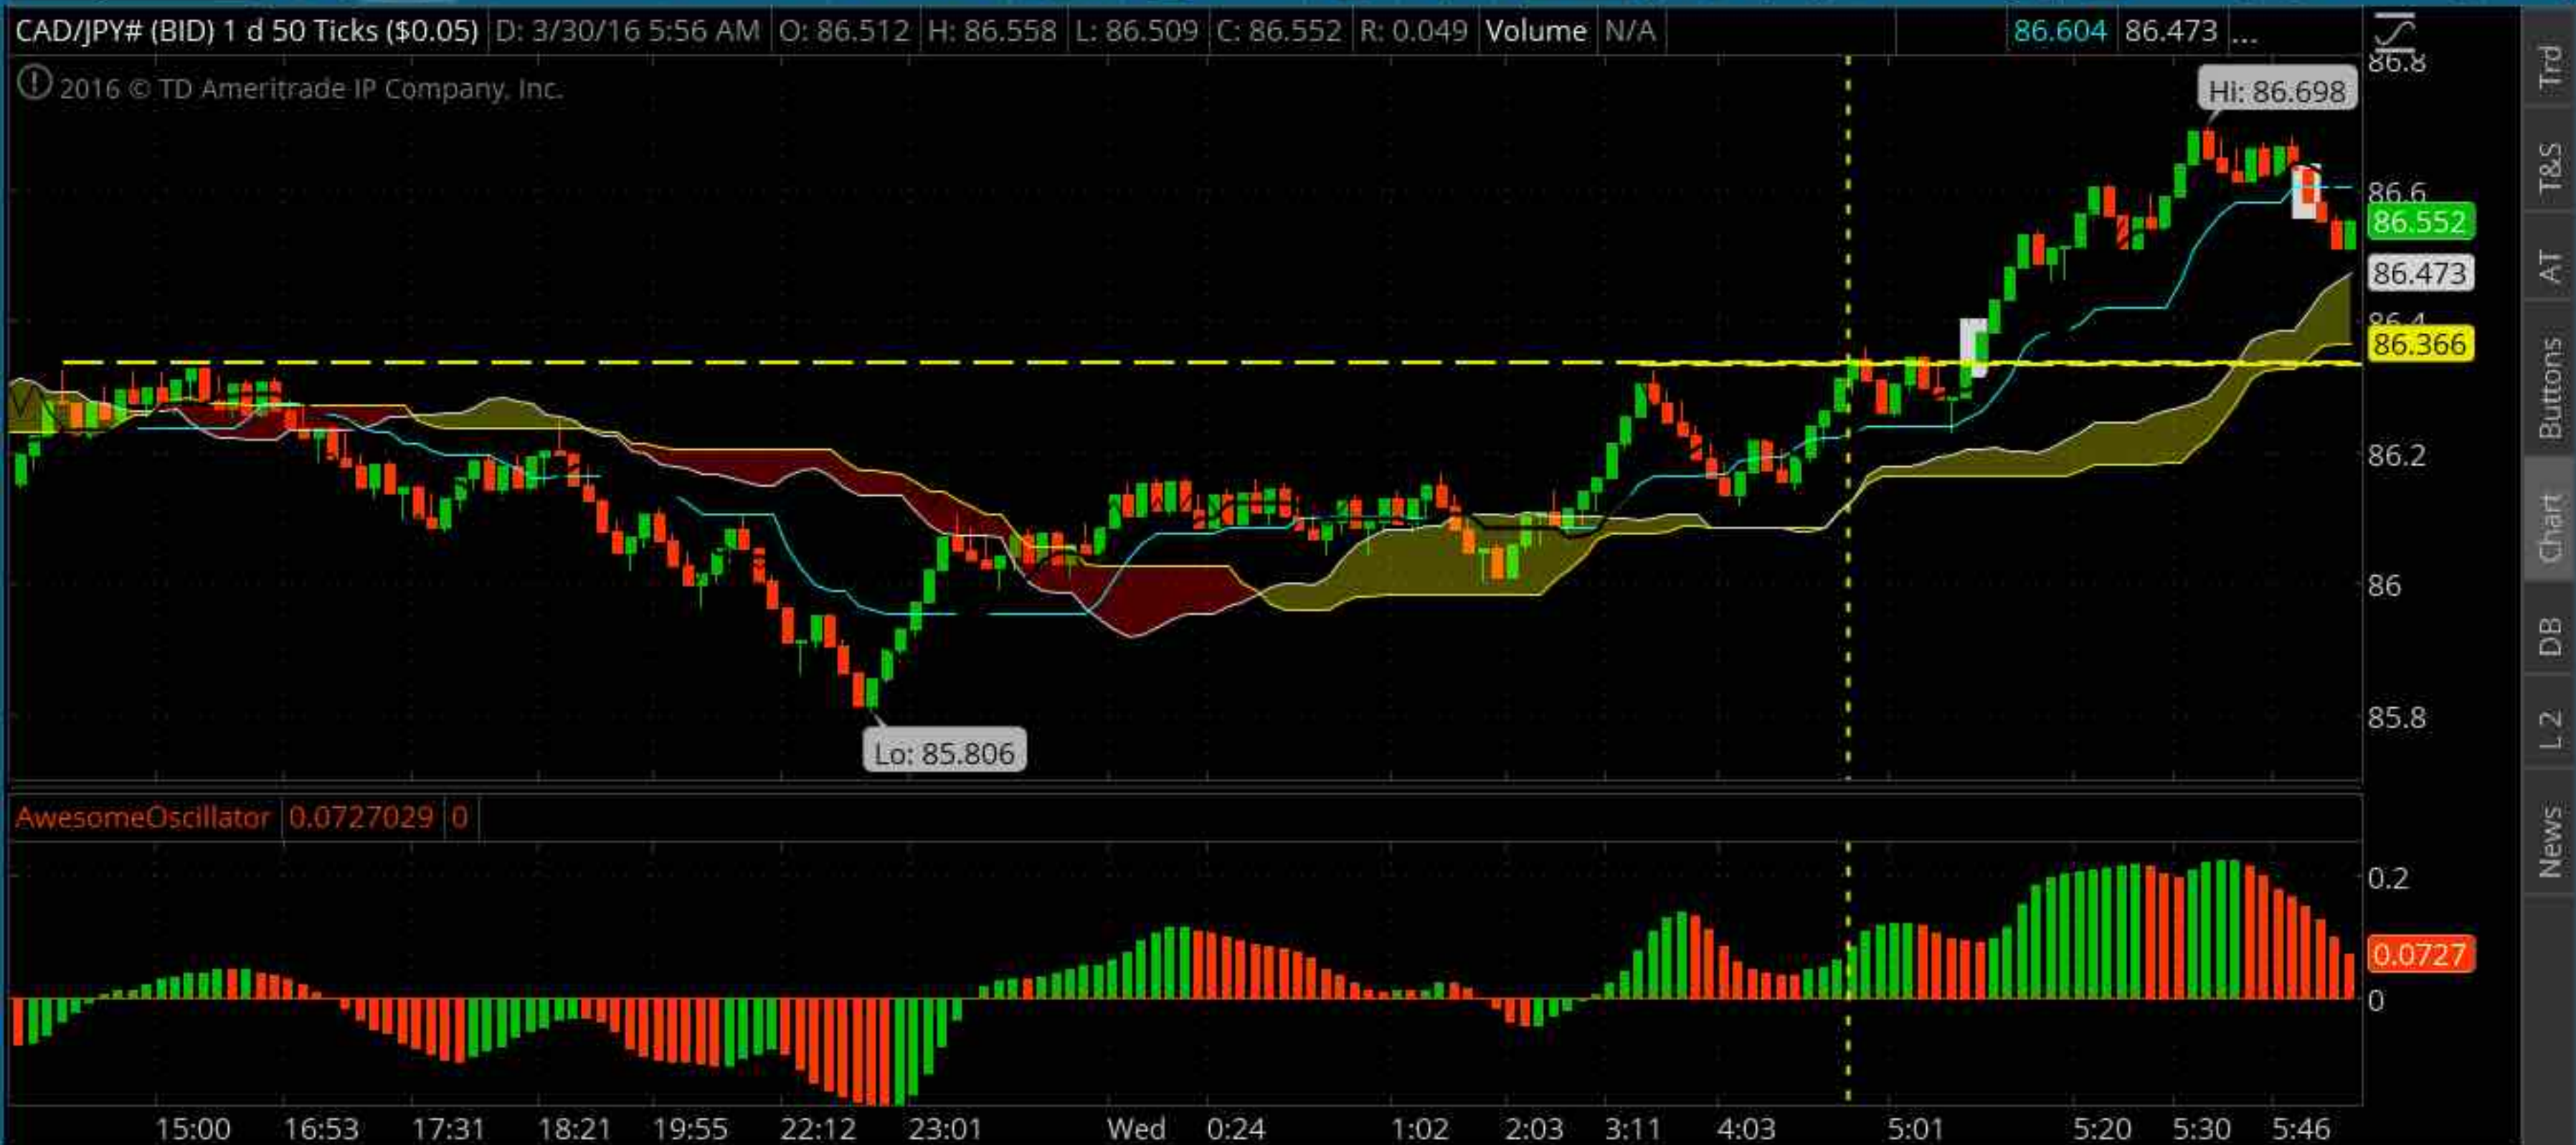 CAD/JPY# (BID) 1 d 50 Ticks ($0.05) D: 3/30/16 5:56 AM O: 86.512 H: 86.558 L: 86.509 C: 86.552 R: 0.049 Volume N/A 86.604 86.473 ...
2016 © TD Ameritrade IP Company, Inc.
Hi: 86.698
Lo: 85.806
86.8
86.6
86.552
86.473
86.4
86.366
86.2
86
85.8
AwesomeOscillator 0.0727029 0
0.2
0.0727
0
15:00 16:53 17:31 18:21 19:55 22:12 23:01 Wed 0:24 1:02 2:03 3:11 4:03 5:01 5:20 5:30 5:46
Trd
T&S
AT
Buttons
Chart
DB
L 2
News